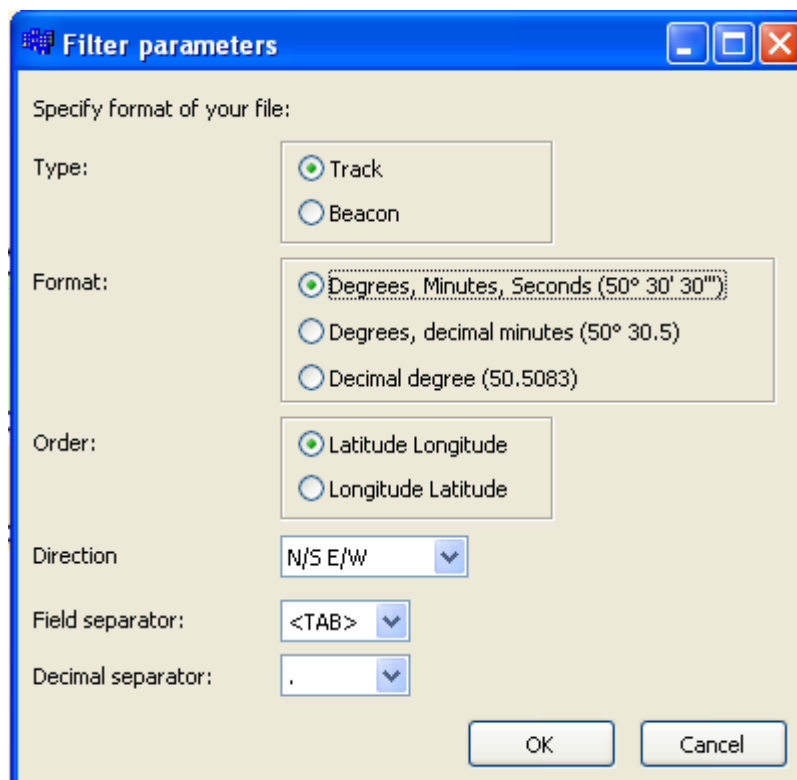 Filter parameters
Specify format of your file:
Type:
Track
Beacon
Format:
Degrees, Minutes, Seconds (50° 30' 30''')
Degrees, decimal minutes (50° 30.5)
Decimal degree (50.5083)
Order:
Latitude Longitude
Longitude Latitude
Direction
N/S E/W
Field separator:
<TAB>
Decimal separator:
.
OK
Cancel